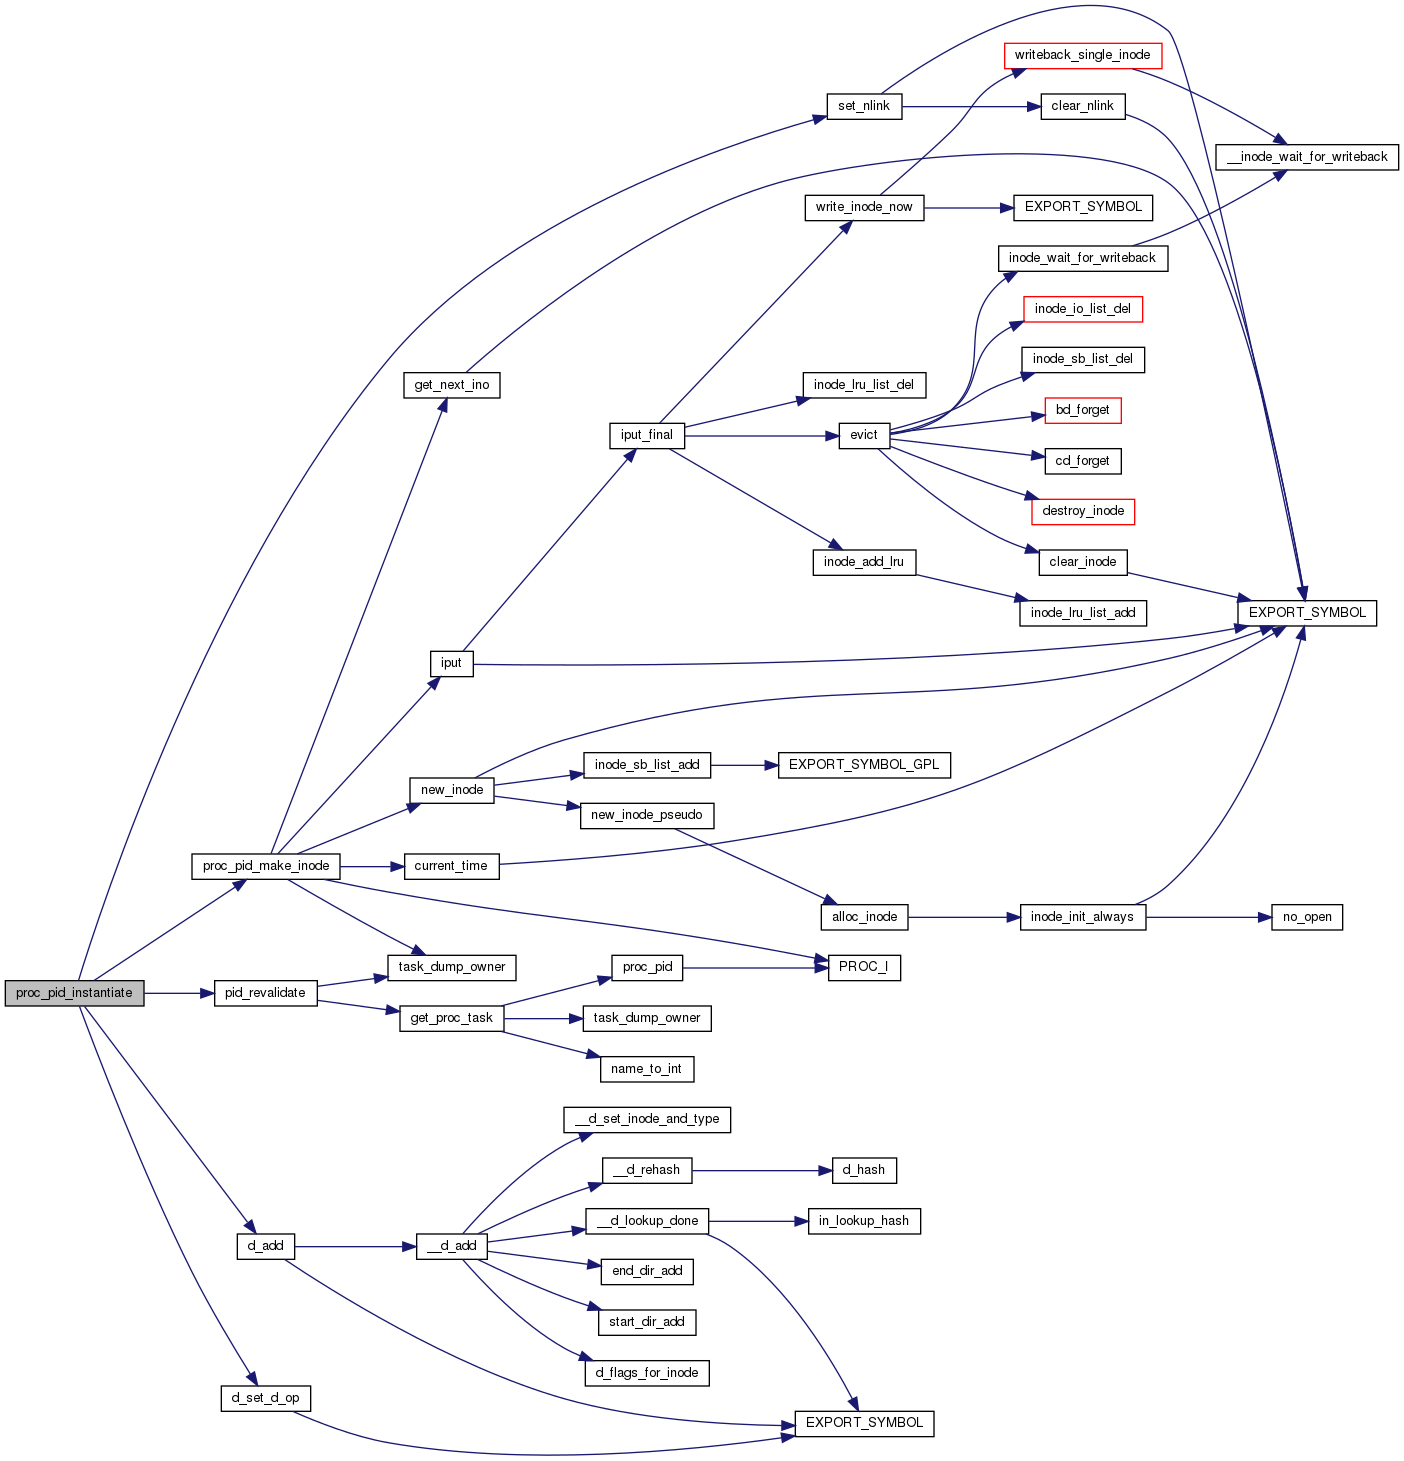 writeback_single_inode
set_nlink
clear_nlink
__inode_wait_for_writeback
write_inode_now
EXPORT_SYMBOL
inode_wait_for_writeback
inode_io_list_del
inode_sb_list_del
get_next_ino
inode_lru_list_del
bd_forget
iput_final
evict
cd_forget
destroy_inode
inode_add_lru
clear_inode
inode_lru_list_add
EXPORT_SYMBOL
iput
inode_sb_list_add
EXPORT_SYMBOL_GPL
new_inode
new_inode_pseudo
proc_pid_make_inode
current_time
alloc_inode
inode_init_always
no_open
task_dump_owner
proc_pid
PROC_I
proc_pid_instantiate
pid_revalidate
get_proc_task
task_dump_owner
name_to_int
__d_set_inode_and_type
__d_rehash
d_hash
__d_lookup_done
in_lookup_hash
d_add
__d_add
end_dir_add
start_dir_add
d_flags_for_inode
d_set_d_op
EXPORT_SYMBOL